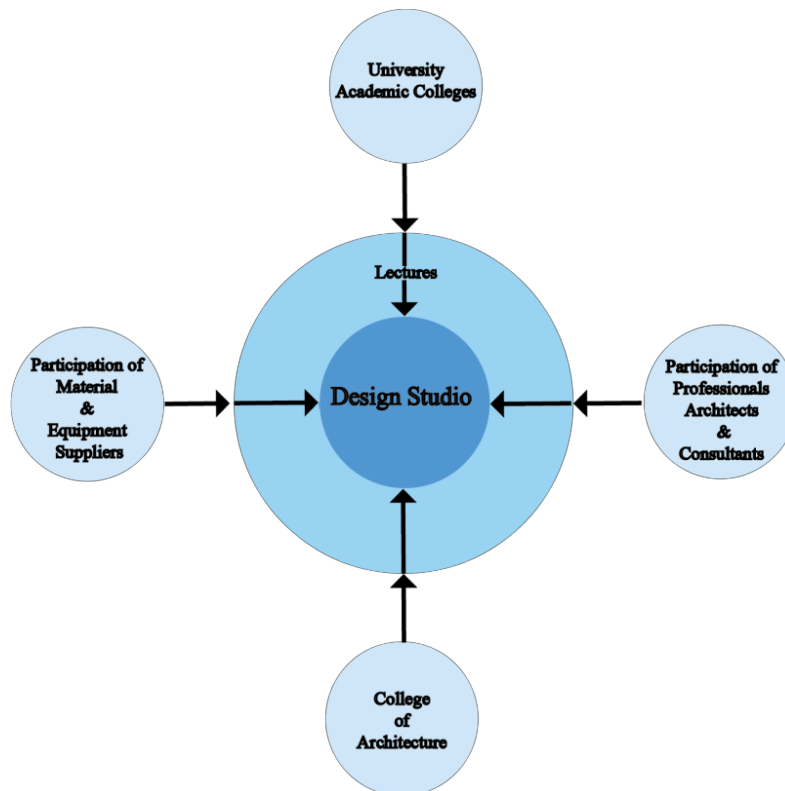 University
Academic Colleges
Lectures
Participation of
Material
&
Equipment
Suppliers
Design Studio
Participation of
Professionals
Architects
&
Consultants
College
of
Architecture